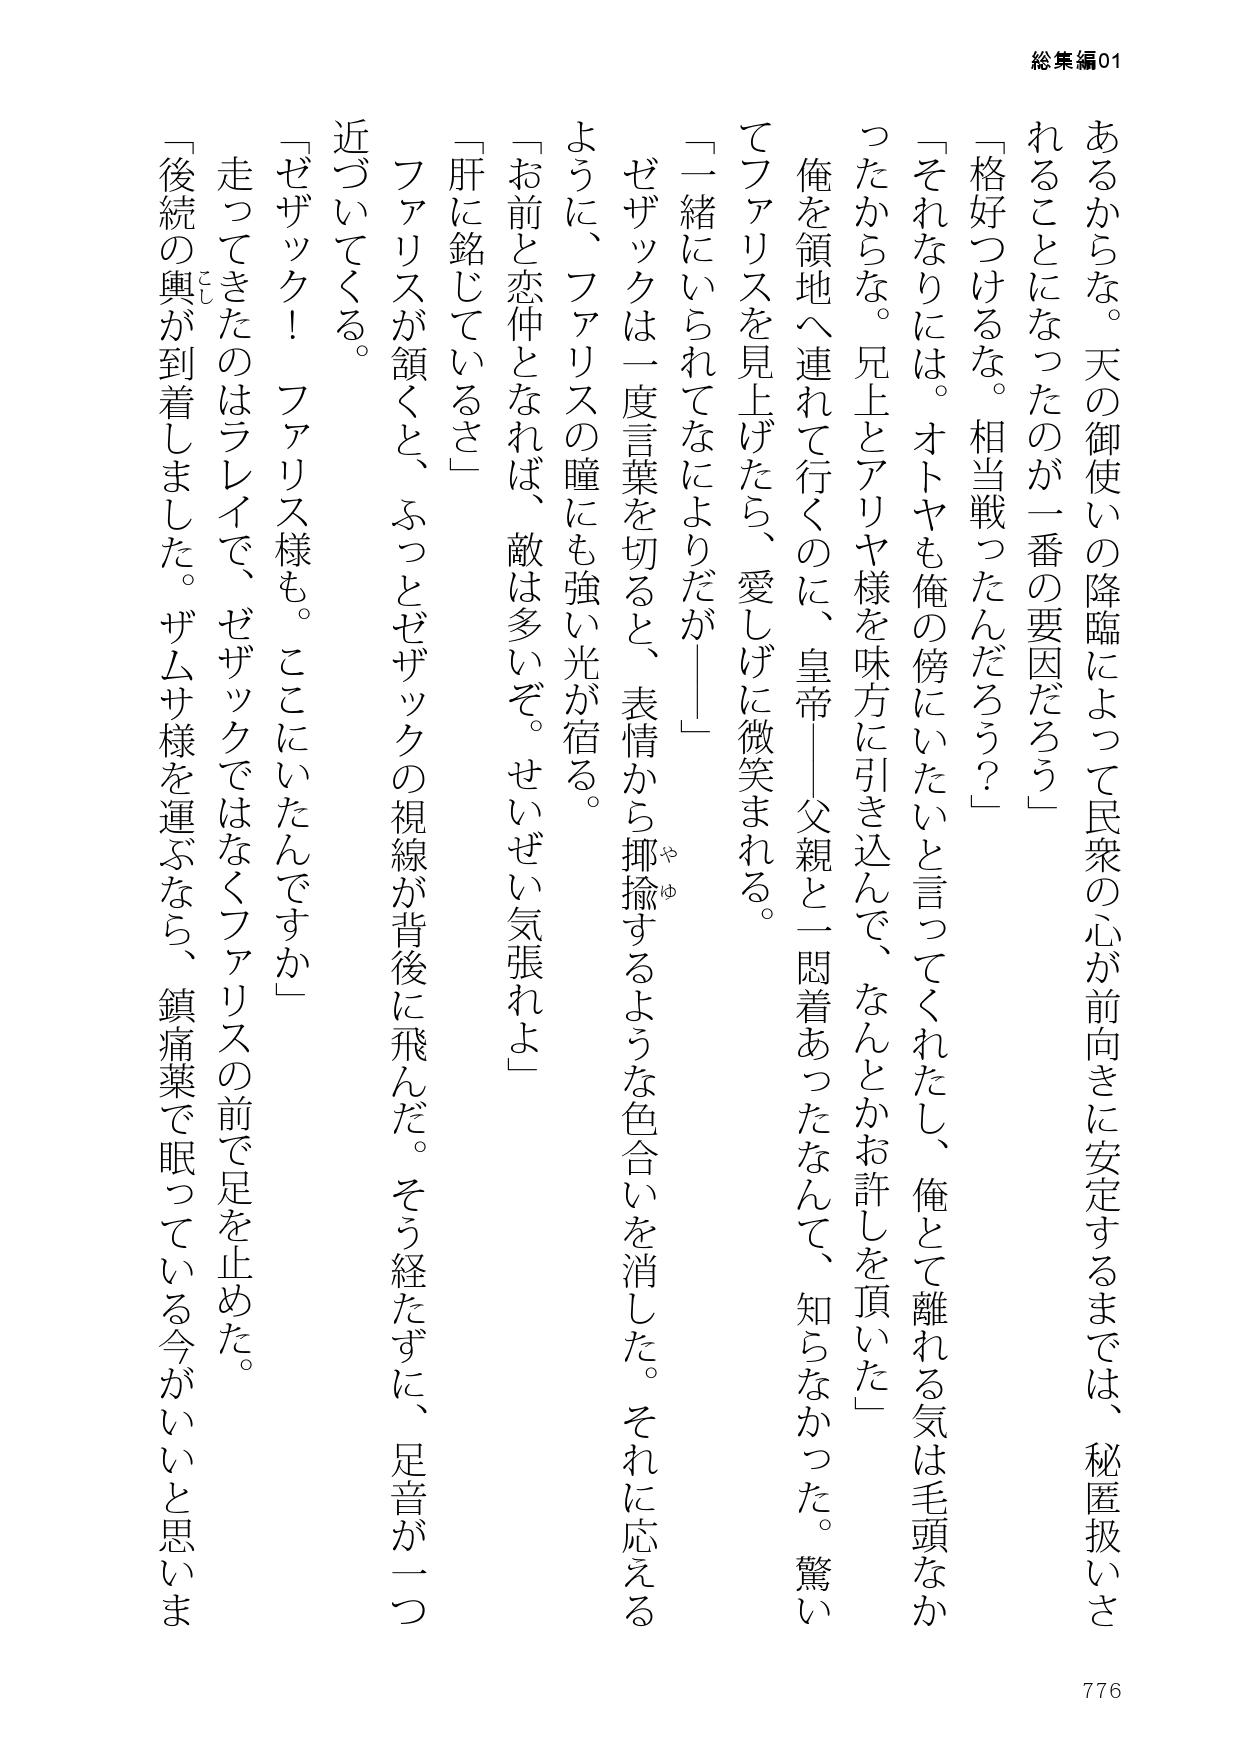 総集編01
あるからな。天の御使いの降臨によって民衆の心が前向きに安定するまでは、秘匿扱いさ
れることになったのが一番の要因だろう」
「格好つけるな。相当戦ったんだろう？」
「それなりには。オトヤも俺の傍にいたいと言ってくれたし、俺とて離れる気は毛頭なか
ったからな。兄上とアリヤ様を味方に引き込んで、なんとかお許しを頂いた」
　俺を領地へ連れて行くのに、皇帝――父親と一悶着あったなんて、知らなかった。驚い
てファリスを見上げたら、愛しげに微笑まれる。
「一緒にいられてなによりだが――」
　ゼザックは一度言葉を切ると、表情から揶揄するような色合いを消した。それに応える
やゆ
ように、ファリスの瞳にも強い光が宿る。
「お前と恋仲となれば、敵は多いぞ。せいぜい気張れよ」
「肝に銘じているさ」
　ファリスが頷くと、ふっとゼザックの視線が背後に飛んだ。そう経たずに、足音が一つ
近づいてくる。
「ゼザック！　ファリス様も。ここにいたんですか」
　走ってきたのはラレイで、ゼザックではなくファリスの前で足を止めた。
「後続の輿が到着しました。ザムサ様を運ぶなら、鎮痛薬で眠っている今がいいと思いま
こし
776